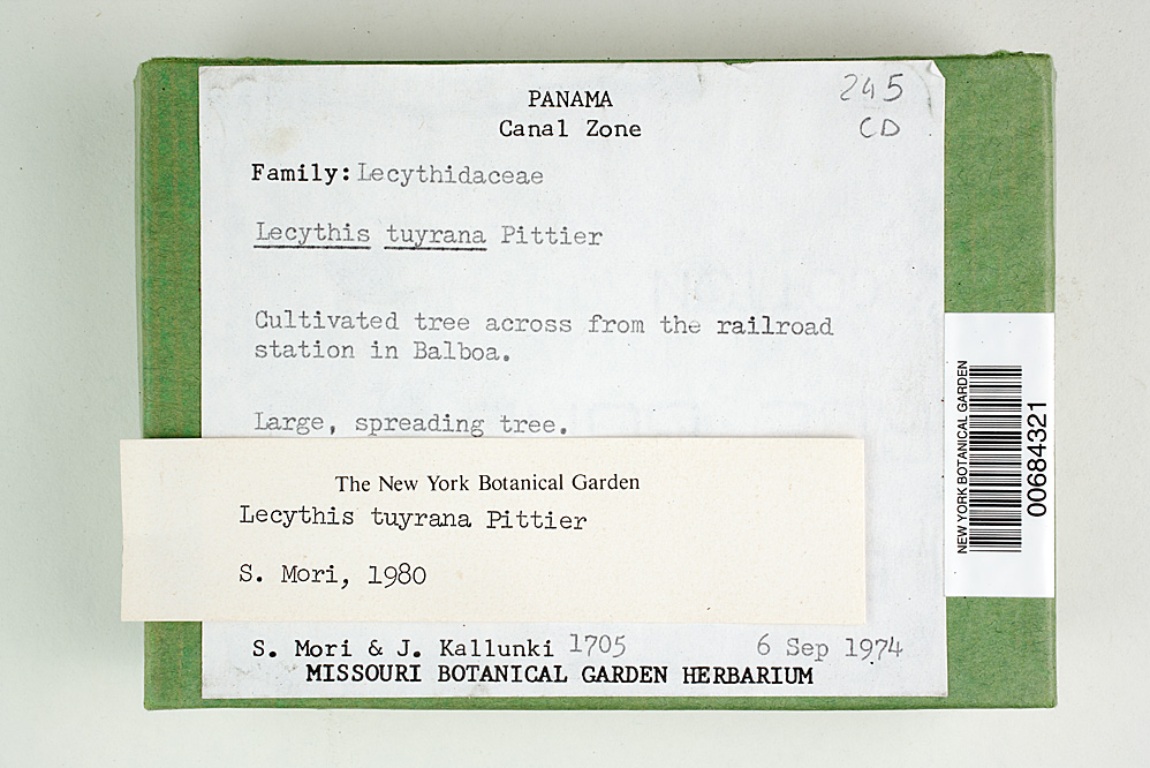 PANAMA
Canal Zone
245
CD
Family: Lecythidaceae
Lecythis tuyrana Pittier
Cultivated tree across from the railroad
station in Balboa.
Large, spreading tree.
The New York Botanical Garden
Lecythis tuyrana Pittier
S. Mori, 1980
S. Mori & J. Kallunki 1705 6 Sep 1974
MISSOURI BOTANICAL GARDEN HERBARIUM
NEW YORK BOTANICAL GARDEN
00684321